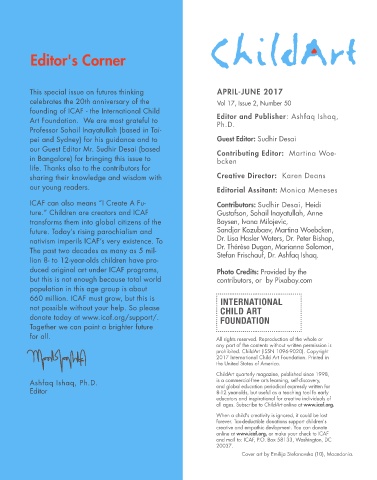 Editor's Corner
This special issue on futures thinking
celebrates the 20th anniversary of the
founding of ICAF - the International Child
Art Foundation. We are most grateful to
Professor Sohail Inayatullah (based in Tai-
pei and Sydney) for his guidance and to
our Guest Editor Mr. Sudhir Desai (based
in Bangalore) for bringing this issue to
life. Thanks also to the contributors for
sharing their knowledge and wisdom with
our young readers.
ICAF can also means "I Create A Fu-
ture." Children are creators and ICAF
transforms them into global citizens of the
future. Today's rising parochialism and
nativism imperils ICAF's very existence. To
The past two decades as many as 5 mil-
lion 8- to 12-year-olds children have pro-
duced original art under ICAF programs,
but this is not enough because total world
population in this age group is about
660 million. ICAF must grow, but this is
not possible without your help. So please
donate today at www.icaf.org/support/.
Together we can paint a brighter future
for all.
Ashfaq Ishaq, Ph.D.
Editor
ChildArt
APRIL-JUNE 2017
Vol 17, Issue 2, Number 50
Editor and Publisher: Ashfaq Ishaq,
Ph.D.
Guest Editor: Sudhir Desai
Contributing Editor: Martina Woe-
bcken
Creative Director: Karen Deans
Editorial Assitant: Monica Meneses
Contributors: Sudhir Desai, Heidi
Gustafson, Sohail Inayatullah, Anne
Boysen, Ivana Milojevic,
Sandjar Kozubaev, Martina Woebcken,
Dr. Lisa Hasler Waters, Dr. Peter Bishop,
Dr. Thérèse Dugan, Marianna Solomon,
Stefan Frischauf, Dr. Ashfaq Ishaq,
Photo Credits: Provided by the
contributors, or by Pixabay.com
INTERNATIONAL
CHILD ART
FOUNDATION
All rights reserved. Reproduction of the whole or
any part of the contents without written permission is
prohibited. ChildArt (ISSN 1096-9020). Copyright
2017 International Child Art Foundation. Printed in
the United States of America.
ChildArt quarterly magazine, published since 1998,
is a commercial-free arts learning, self-discovery,
and global education periodical expressly written for
8-12 year-olds, but useful as a teaching tool for early
educators and inspirational for creative individuals of
all ages. Subscribe to ChildArt online at www.icaf.org.
When a child's creativity is ignored, it could be lost
forever. Tax-deductible donations support children's
creative and empathic development. You can donate
online at www.icaf.org, or make your check to ICAF
and mail to: ICAF, P.O. Box 58133, Washington, DC
20037.
Cover art by Emilija Stefanovska (10), Macedonia.